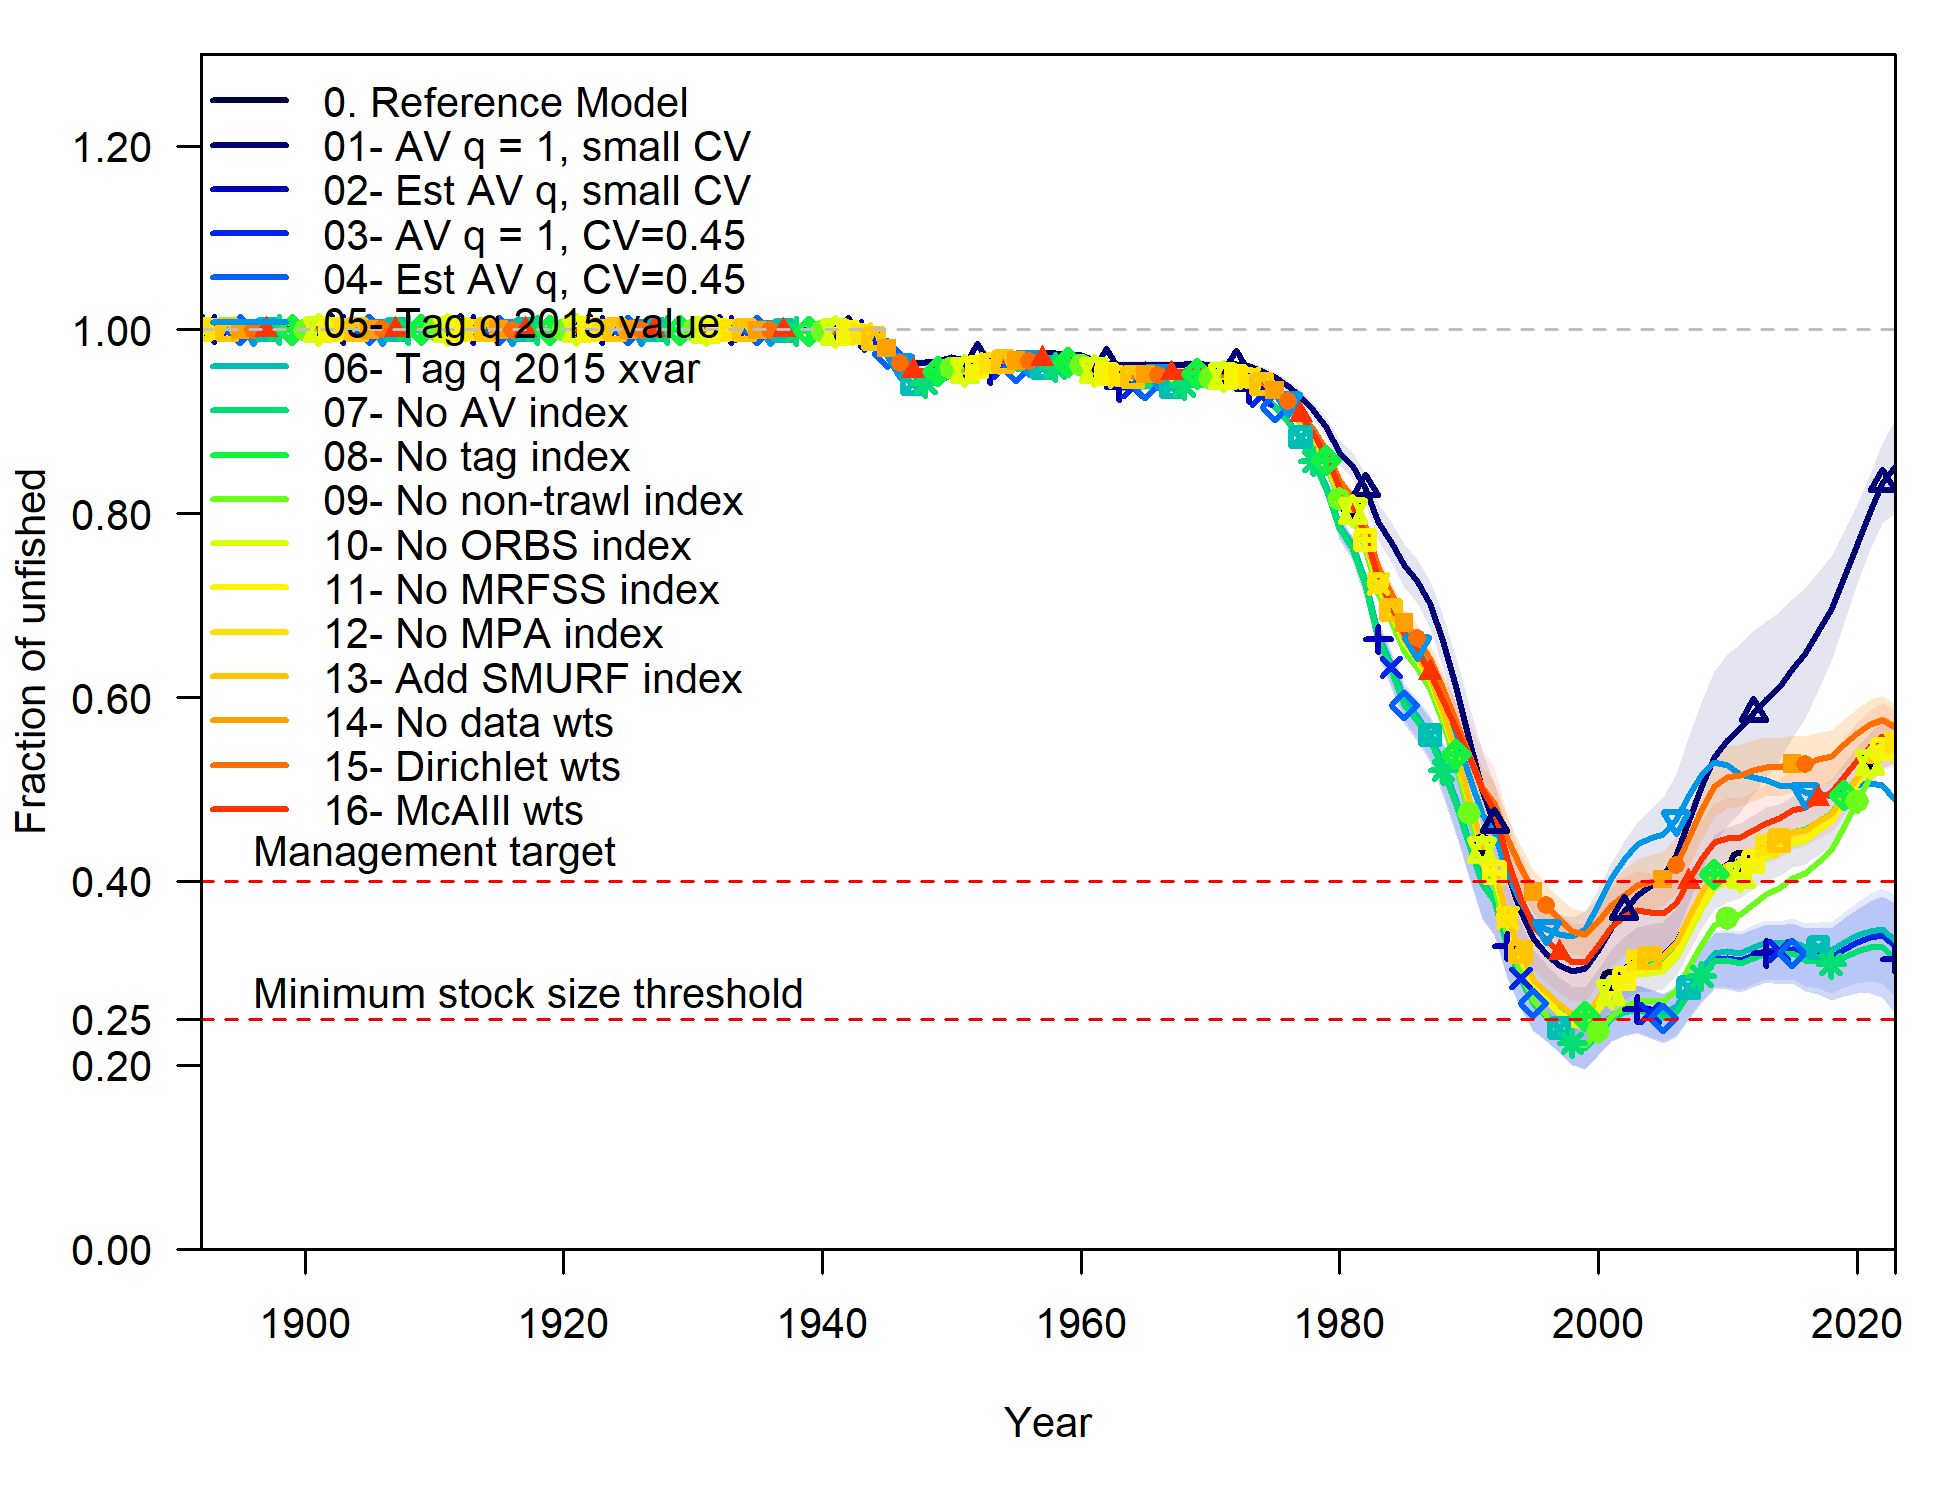 0. Reference Model
01- AV q = 1, small CV
02- Est AV q, small CV
03- AV q = 1, CV=0.45
04- Est AV q, CV=0.45
05- Tag q 2015 value
06- Tag q 2015 xvar
07- No AV index
08- No tag index
09- No non-trawl index
10- No ORBS index
11- No MRFSS index
12- No MPA index
13- Add SMURF index
14- No data wts
15- Dirichlet wts
16- McAlll wts
Management target
Minimum stock size threshold
Fraction of unfished
1.20
1.00
0.80
0.60
0.40
0.25
0.20
0.00
1900 1920 1940 1960 1980 2000 2020
Year